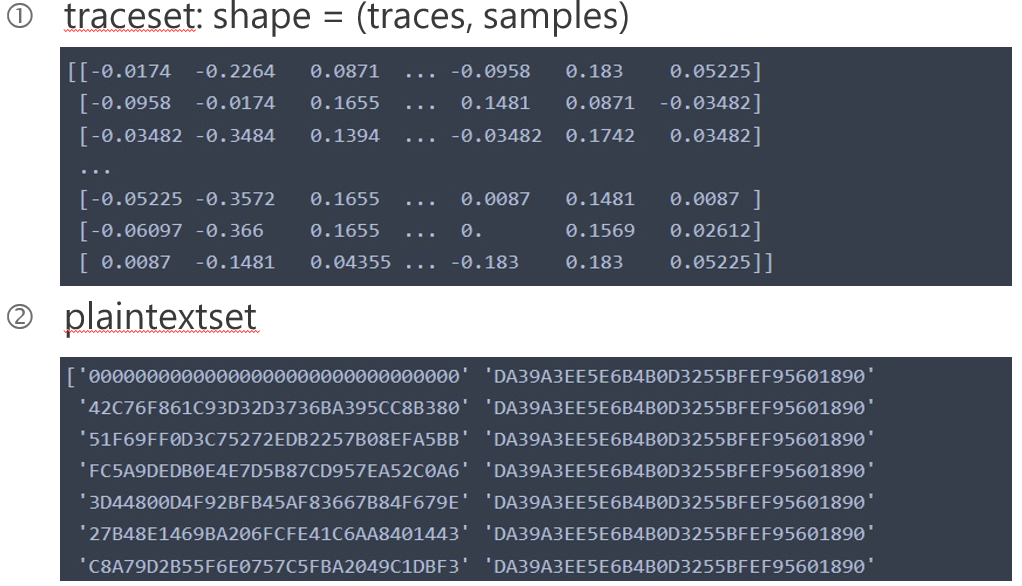 ① traceset: shape = (traces, samples)
[[-0.0174 -0.2264 0.0871 ... -0.0958 0.183 0.05225]
[-0.0958 -0.0174 0.1655 ... 0.1481 0.0871 -0.03482]
[-0.03482 -0.3484 0.1394 ... -0.03482 0.1742 0.03482]
...
[-0.05225 -0.3572 0.1655 ... 0.0087 0.1481 0.0087 ]
[-0.06097 -0.366 0.1655 ... 0. 0.1569 0.02612]
[ 0.0087 -0.1481 0.04355 ... -0.183 0.183 0.05225]]
② plaintextset
['00000000000000000000000000000000' 'DA39A3EE5E6B4B0D3255BFEF95601890'
'42C76F861C93D32D3736BA395CC8B380' 'DA39A3EE5E6B4B0D3255BFEF95601890'
'51F69FF0D3C75272EDB2257B08EFA5BB' 'DA39A3EE5E6B4B0D3255BFEF95601890'
'FC5A9DEDB0E4E7D5B87CD957EA52C0A6' 'DA39A3EE5E6B4B0D3255BFEF95601890'
'3D44800D4F92BFB45AF83667B84F679E' 'DA39A3EE5E6B4B0D3255BFEF95601890'
'27B48E1469BA206FCFE41C6AA8401443' 'DA39A3EE5E6B4B0D3255BFEF95601890'
'C8A79D2B55F6E0757C5FBA2049C1DBF3' 'DA39A3EE5E6B4B0D3255BFEF95601890'